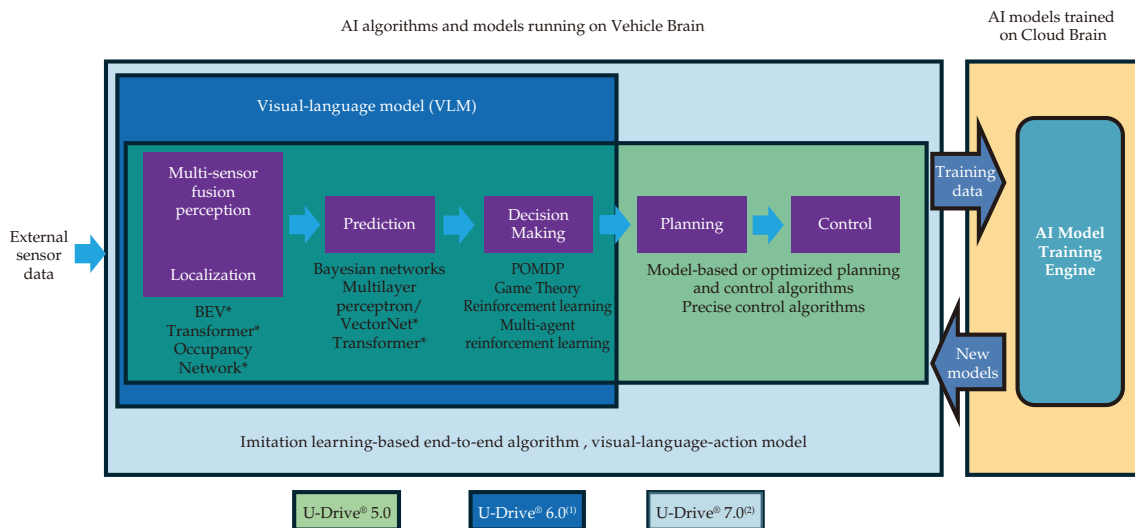 AI algorithms and models running on Vehicle Brain
AI models trained
on Cloud Brain
Visual-language model (VLM)
External
sensor
data
Multi-sensor
fusion
perception
Localization
BEV*
Transformer*
Occupancy
Network*
Prediction
Bayesian networks
Multilayer
perceptron/
VectorNet*
Transformer*
Decision
Making
POMDP
Game Theory
Reinforcement learning
Multi-agent
reinforcement learning
Planning
Control
Model-based or optimized planning
and control algorithms
Precise control algorithms
Training
data
AI Model
Training
Engine
New
models
Imitation learning-based end-to-end algorithm , visual-language-action model
U-Drive® 5.0
U-Drive® 6.0(1)
U-Drive® 7.0(2)